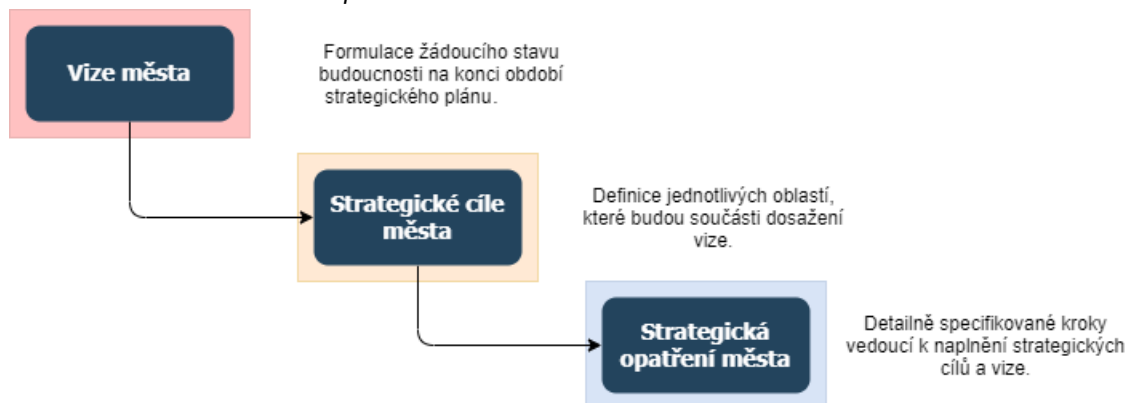 Vize města
Formulace žádoucího stavu
budoucnosti na konci období
strategického plánu.
Strategické cíle
města
Definice jednotlivých oblastí,
které budou součásti dosažení
vize.
Strategická
opatření města
Detailně specifikované kroky
vedoucí k naplnění strategických
cílů a vize.